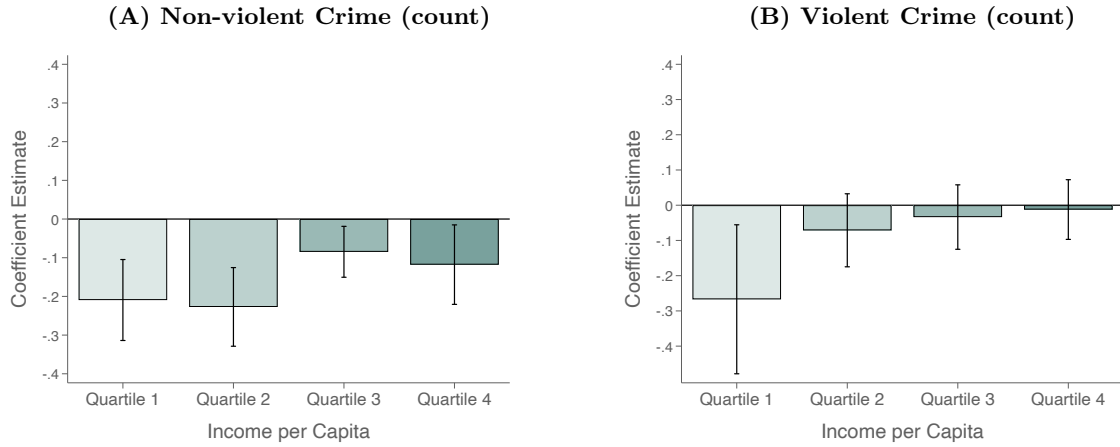 (A) Non-violent Crime (count)
.4
.3
.2
.1
0
-.1
-.2
-.3
-.4
Coefficient Estimate
Quartile 1 Quartile 2 Quartile 3 Quartile 4
Income per Capita
(B) Violent Crime (count)
.4
.3
.2
.1
0
-.1
-.2
-.3
-.4
Coefficient Estimate
Quartile 1 Quartile 2 Quartile 3 Quartile 4
Income per Capita